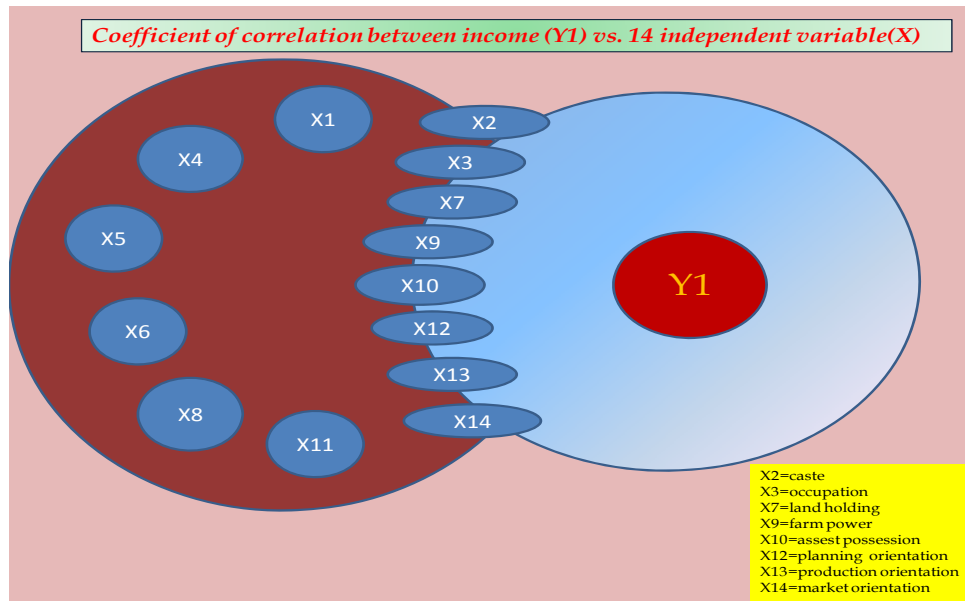 Coefficient of correlation between income (Y1) vs. 14 independent variable(X)
X1
X2
X4
X3
X7
X5
X9
X10
Y1
X6
X12
X13
X8
X14
X11
X2=caste
X3=occupation
X7=land holding
X9=farm power
X10=assest possession
X12=planning orientation
X13=production orientation
X14=market orientation